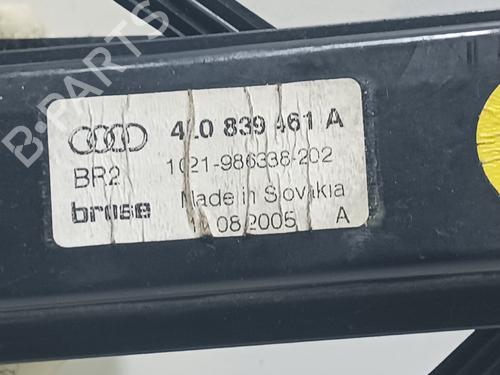 B-PARTS
4L0 839 461 A
BR2 1021-986338-202
brose Made in Slovakia
08 2005 A